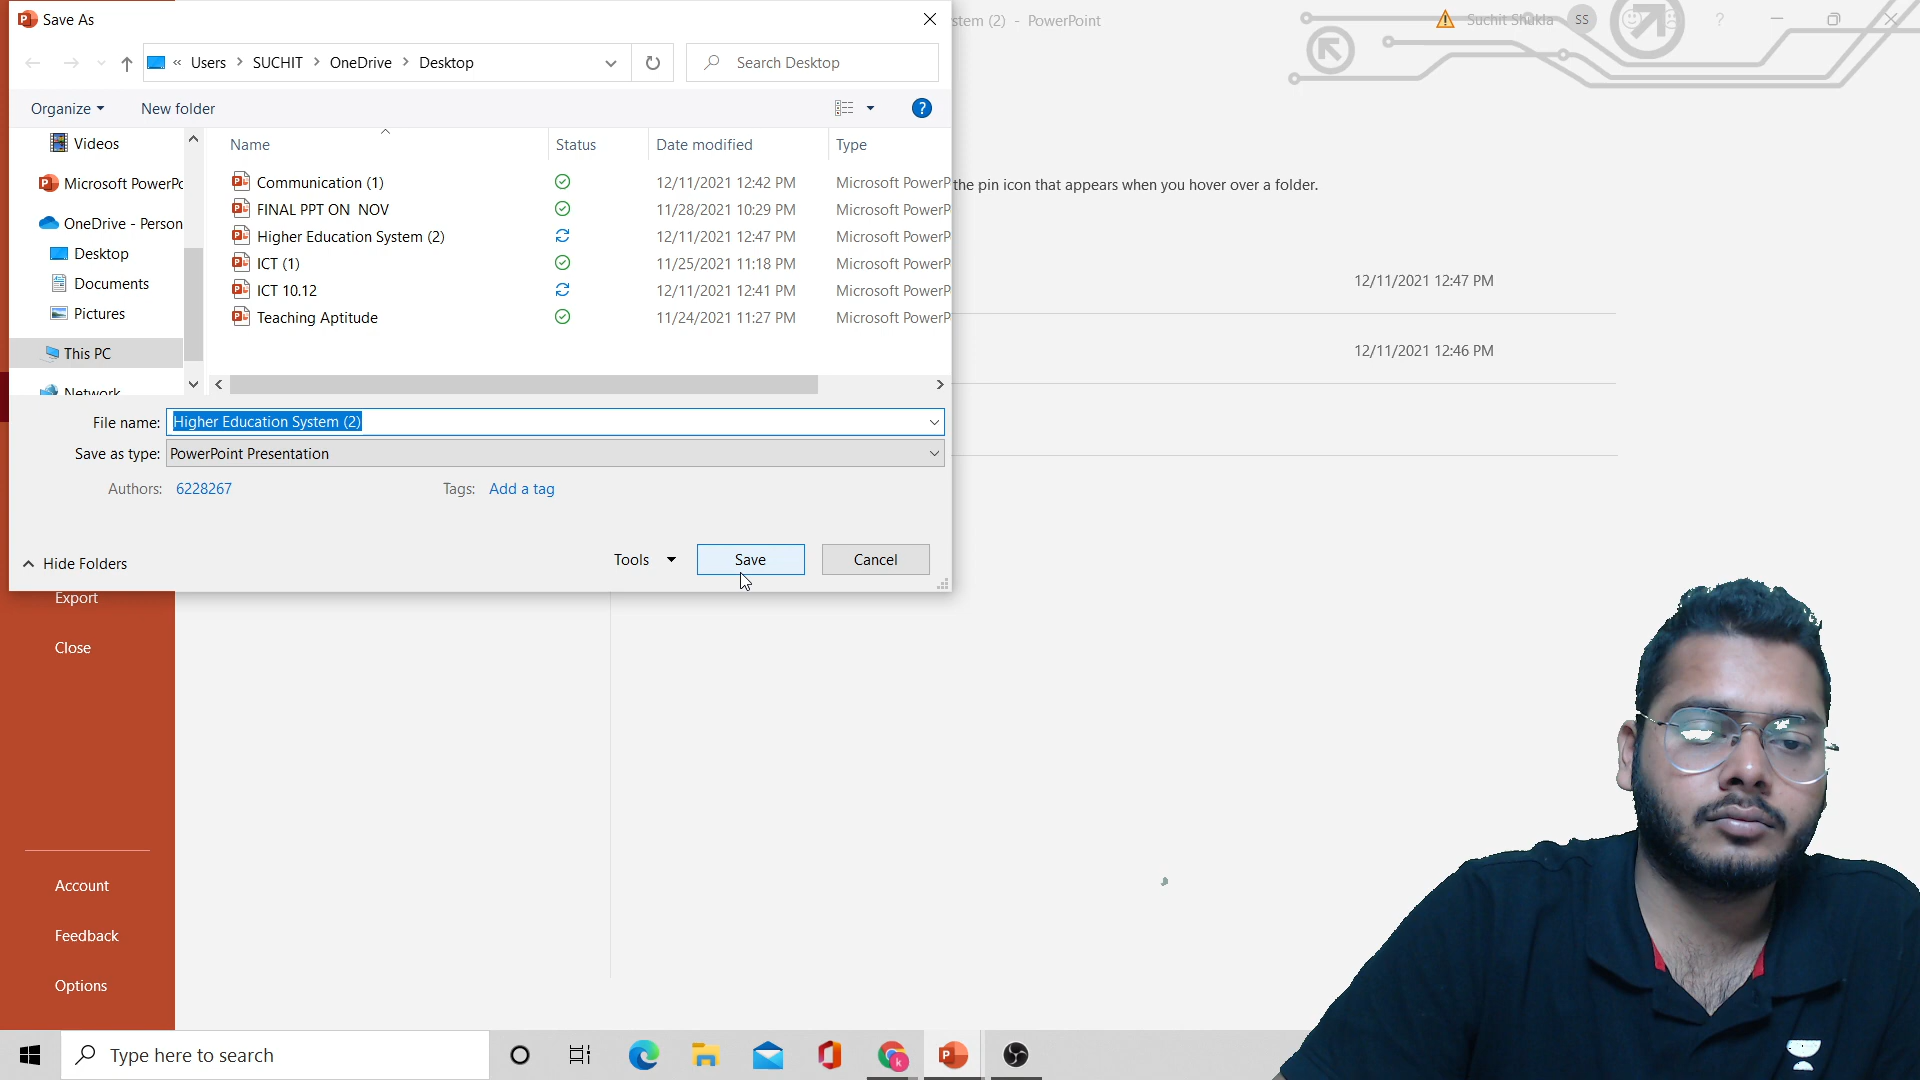 Save As
stem (2) - PowerPoint
Suchit Shukla
SS
?
« Users > SUCHIT > OneDrive > Desktop
Search Desktop
Organize
New folder
?
Videos
Microsoft PowerPo
OneDrive - Person
Desktop
Documents
Pictures
This PC
Network
Name Status Date modified Type
Communication (1) 12/11/2021 12:42 PM Microsoft PowerP
FINAL PPT ON NOV 11/28/2021 10:29 PM Microsoft PowerP
Higher Education System (2) 12/11/2021 12:47 PM Microsoft PowerP
ICT (1) 11/25/2021 11:18 PM Microsoft PowerP
ICT 10.12 12/11/2021 12:41 PM Microsoft PowerP
Teaching Aptitude 11/24/2021 11:27 PM Microsoft PowerP
the pin icon that appears when you hover over a folder.
12/11/2021 12:47 PM
12/11/2021 12:46 PM
File name: Higher Education System (2)
Save as type: PowerPoint Presentation
Authors: 6228267
Tags: Add a tag
Hide Folders
Tools
Save
Cancel
Export
Close
Account
Feedback
Options
Type here to search